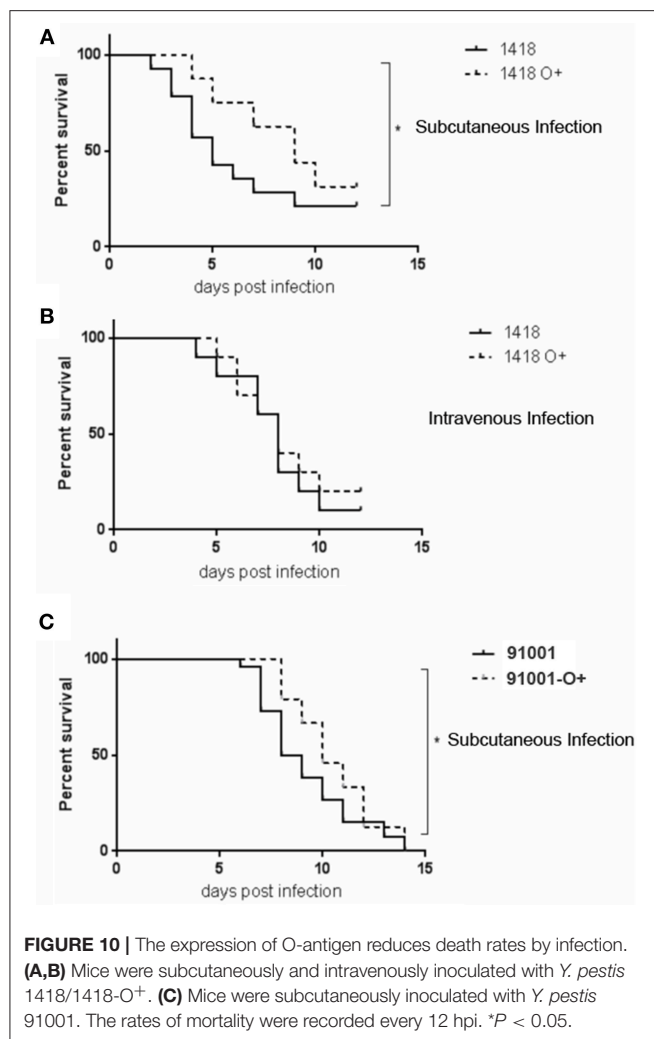 A
100
50
0
Percent survival
0 5 10 15
days post infection
1418
1418 O+
* Subcutaneous Infection
B
100
50
0
Percent survival
0 5 10 15
days post infection
1418
1418 O+
Intravenous Infection
C
100
50
0
Percent survival
0 5 10 15
days post infection
91001
91001-O+
* Subcutaneous Infection
FIGURE 10 | The expression of O-antigen reduces death rates by infection.
(A,B) Mice were subcutaneously and intravenously inoculated with Y. pestis
1418/1418-O⁺. (C) Mice were subcutaneously inoculated with Y. pestis
91001. The rates of mortality were recorded every 12 hpi. *P < 0.05.